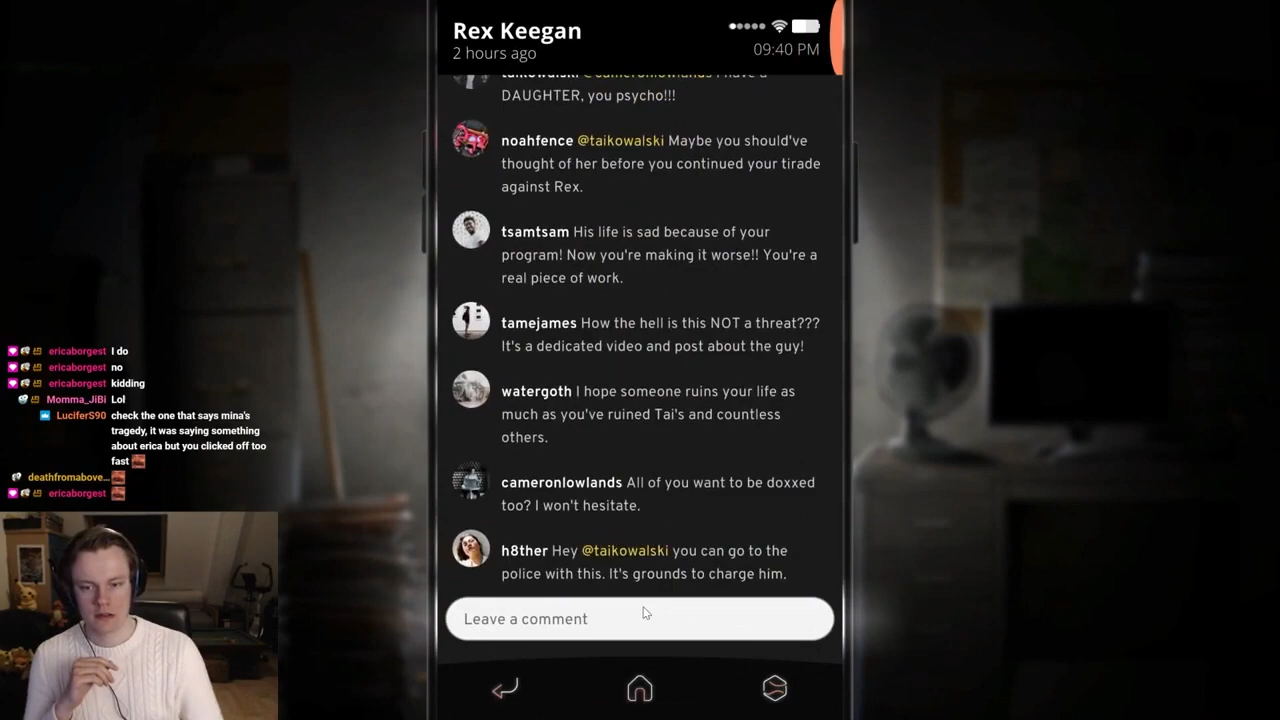 Rex Keegan
2 hours ago
09:40 PM
taikowalski @cameronlowlands I have a
DAUGHTER, you psycho!!!
noahfence @taikowalski Maybe you should've
thought of her before you continued your tirade
against Rex.
tsamtsam His life is sad because of your
program! Now you're making it worse!! You're a
real piece of work.
tamejames How the hell is this NOT a threat???
It's a dedicated video and post about the guy!
watergoth I hope someone ruins your life as
much as you've ruined Tai's and countless
others.
cameronlowlands All of you want to be doxxed
too? I won't hesitate.
h8ther Hey @taikowalski you can go to the
police with this. It's grounds to charge him.
Leave a comment
ericaborgest I do
ericaborgest no
ericaborgest kidding
Momma_JiBi Lol
LuciferS90 check the one that says mina's
tragedy, it was saying something
about erica but you clicked off too
fast
deathfromabove...
ericaborgest